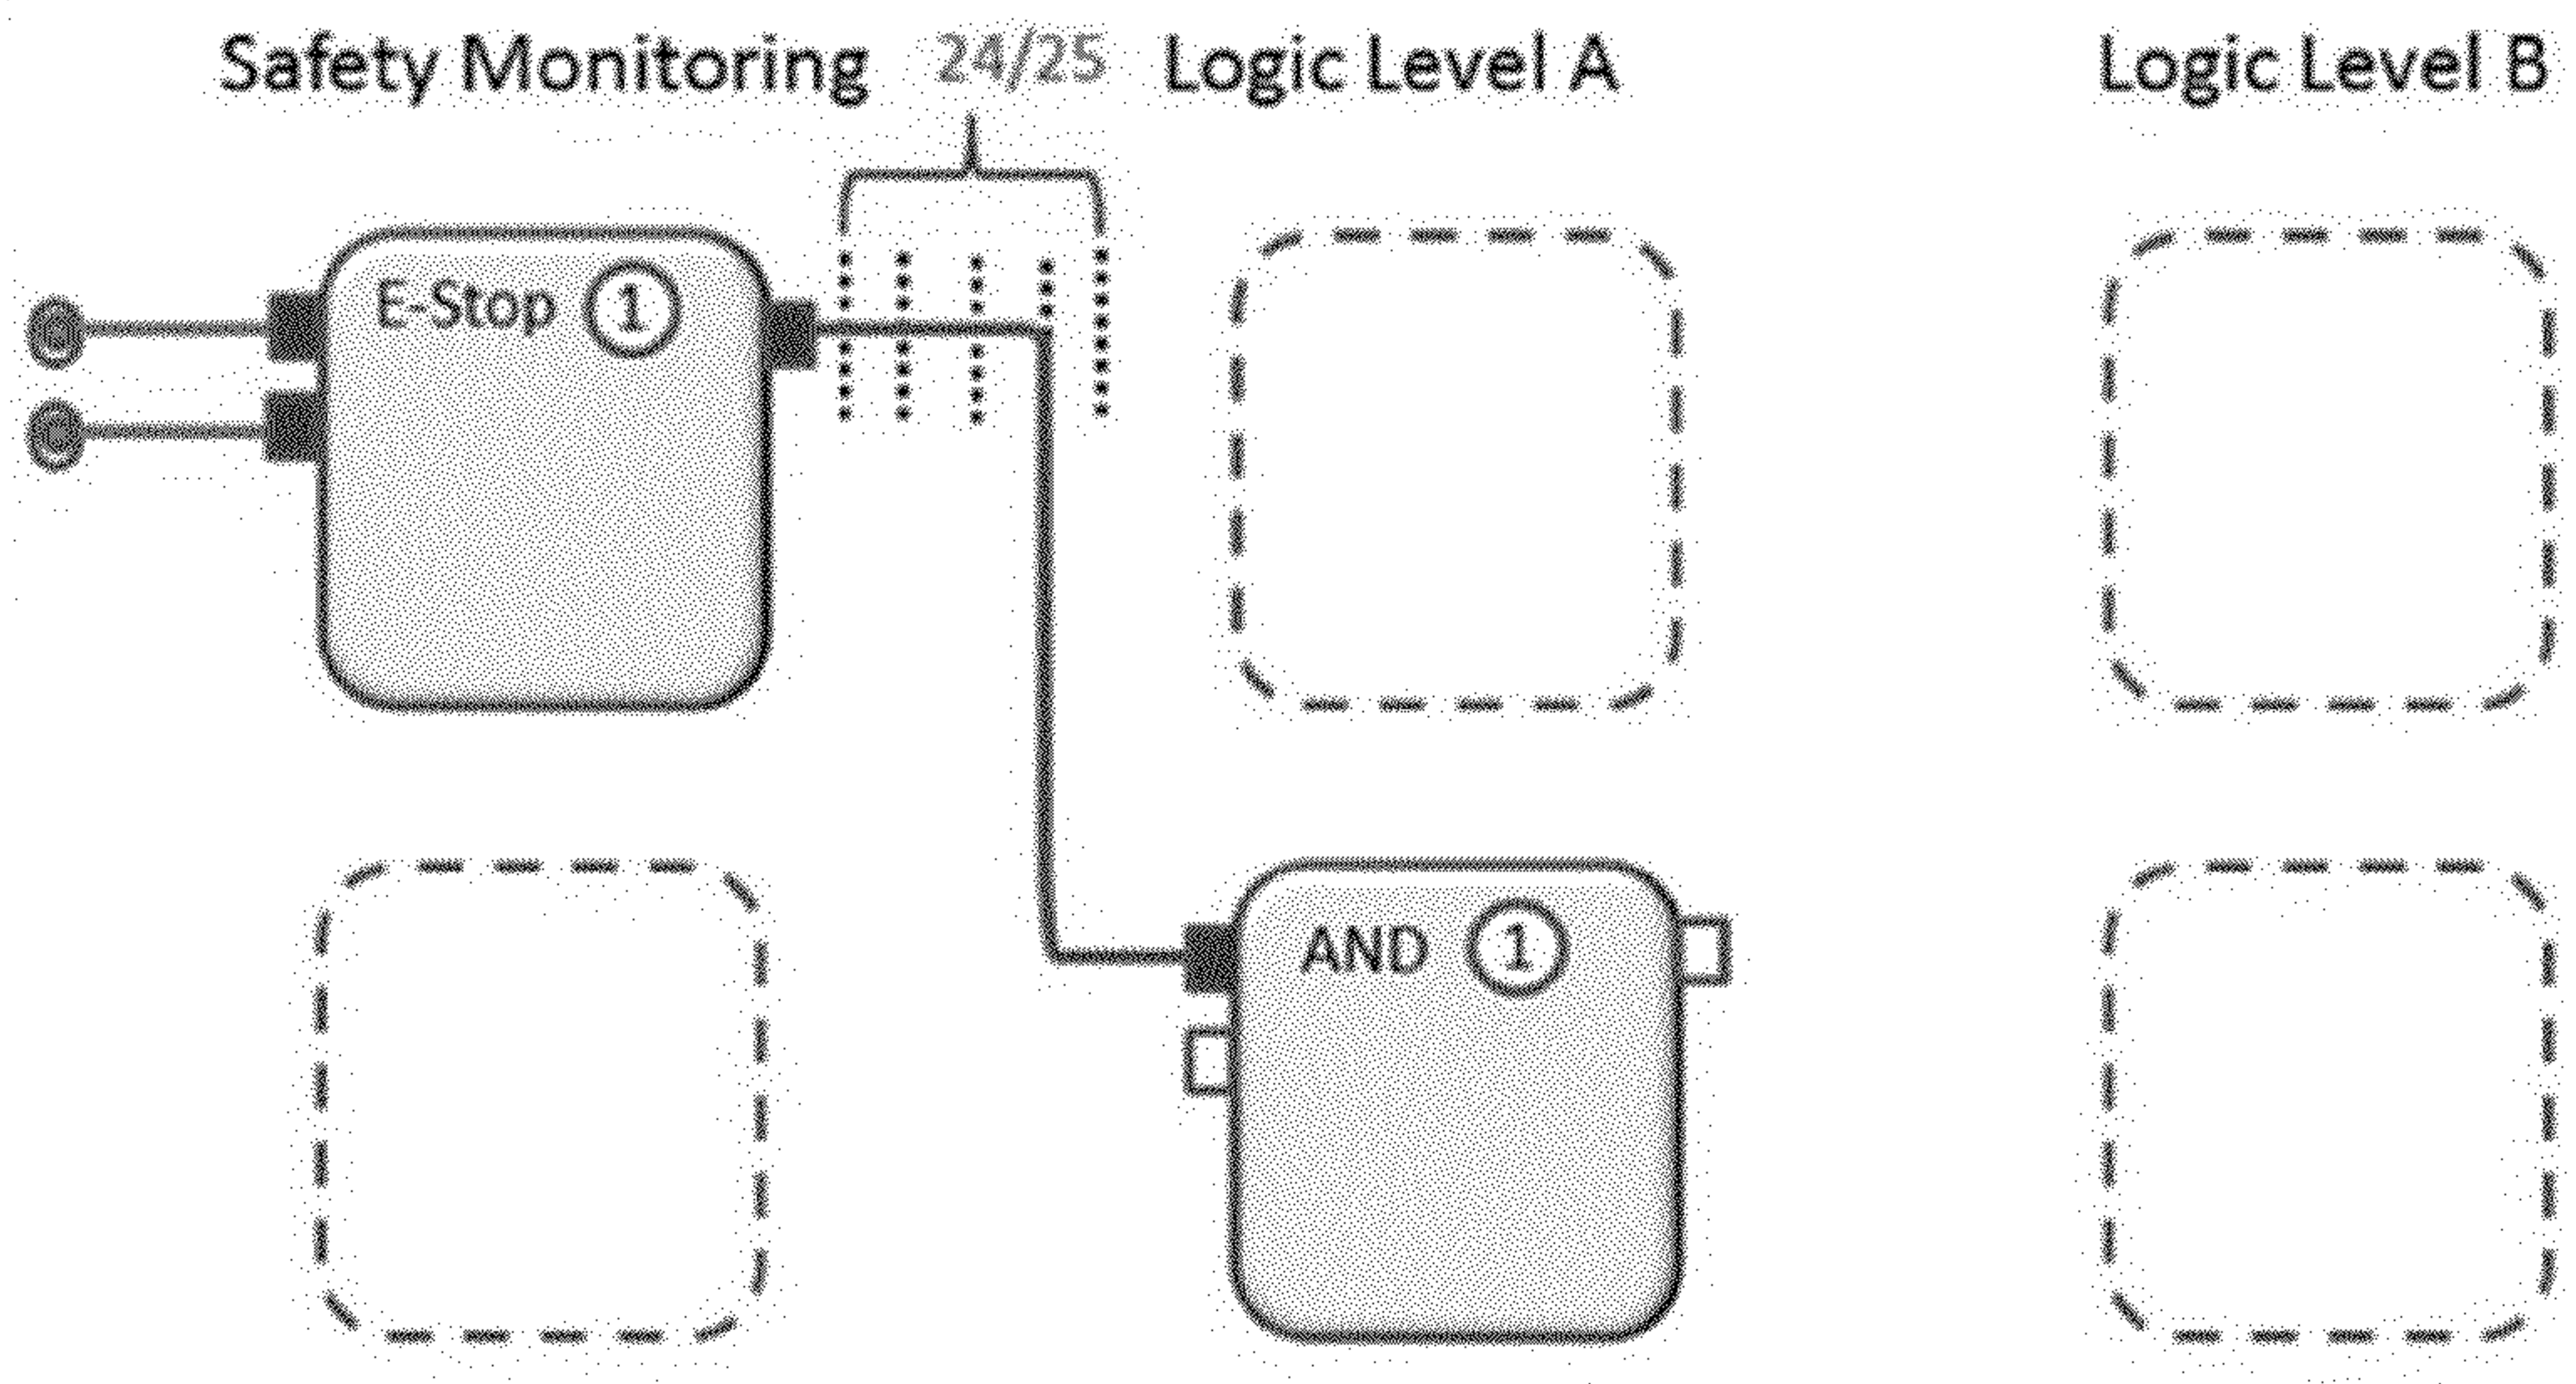 Safety Monitoring 24/25 Logic Level A Logic Level B
E-Stop 1
AND 1